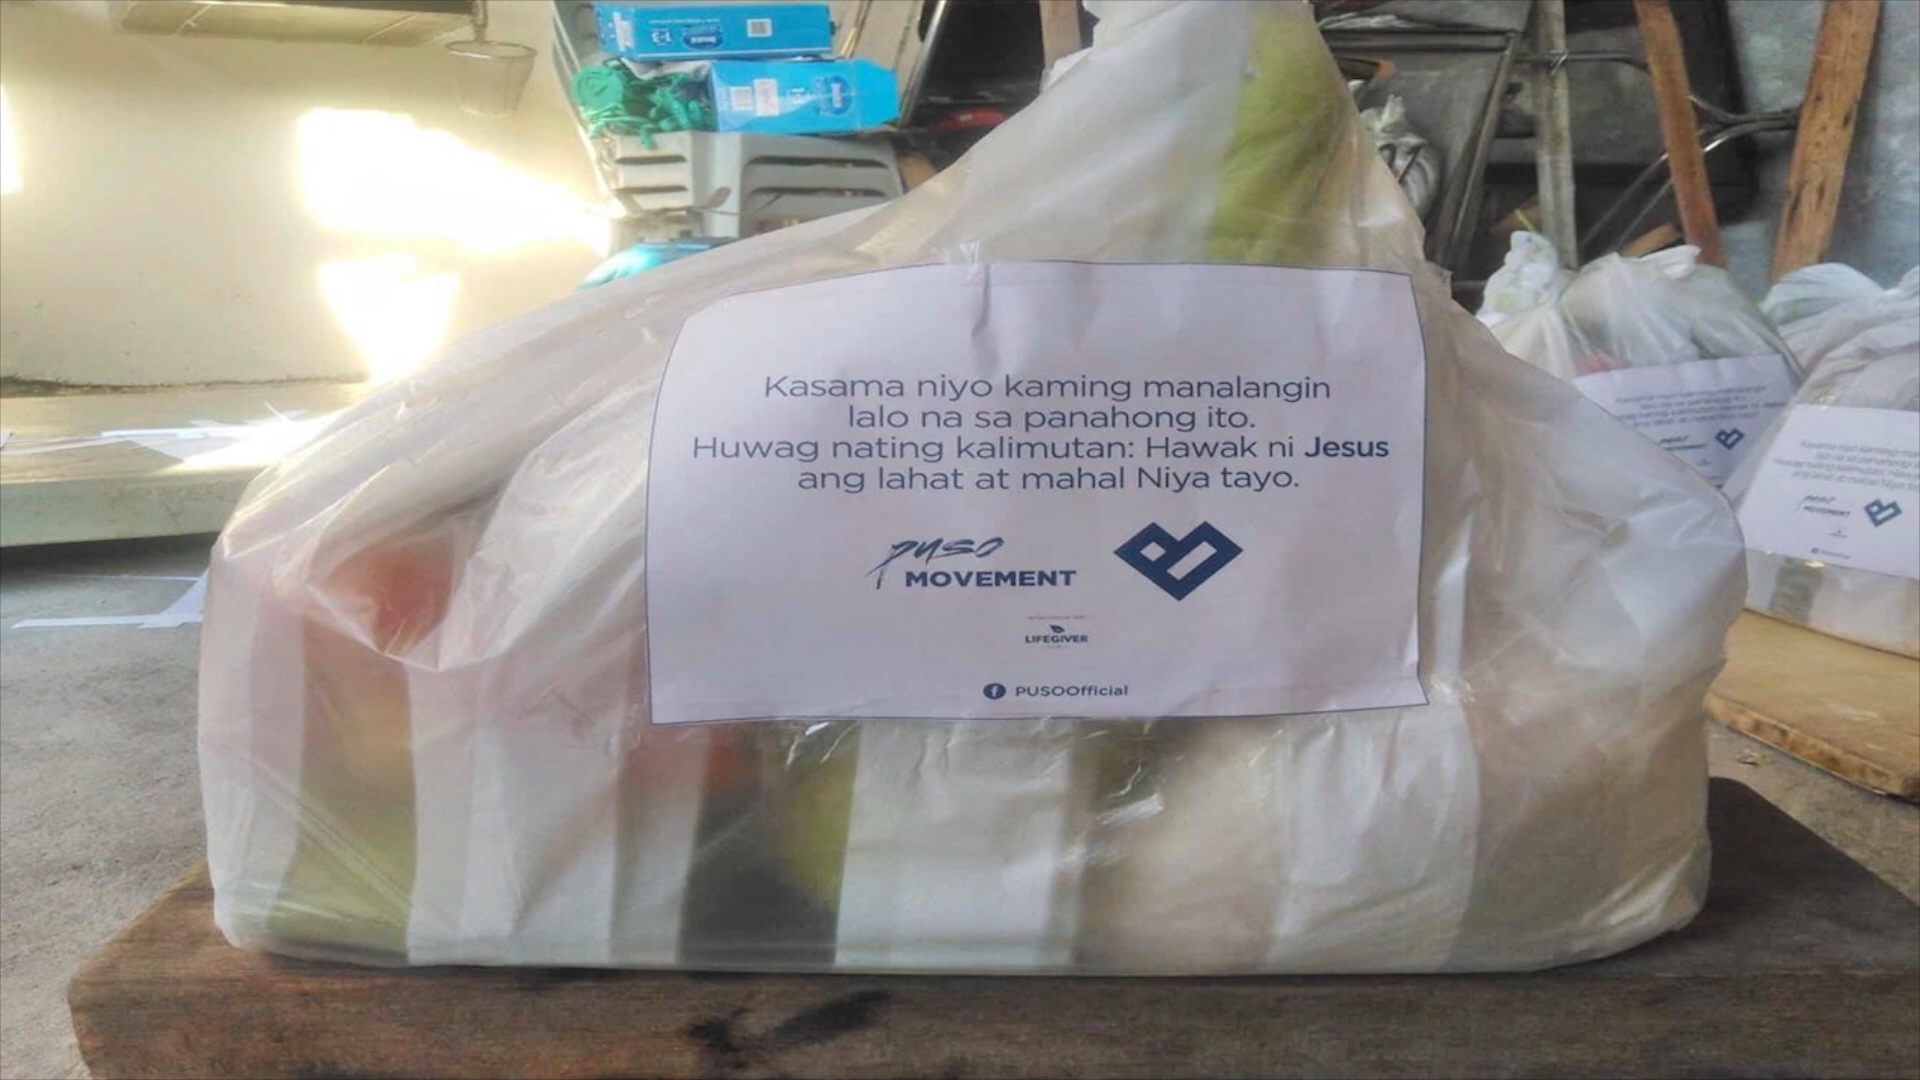 Kasama niyo kaming manalangin
lalo na sa panahong ito.
Huwag nating kalimutan: Hawak ni Jesus
ang lahat at mahal Niya tayo.
puso
MOVEMENT
LIFEGIVER
PUSOOfficial